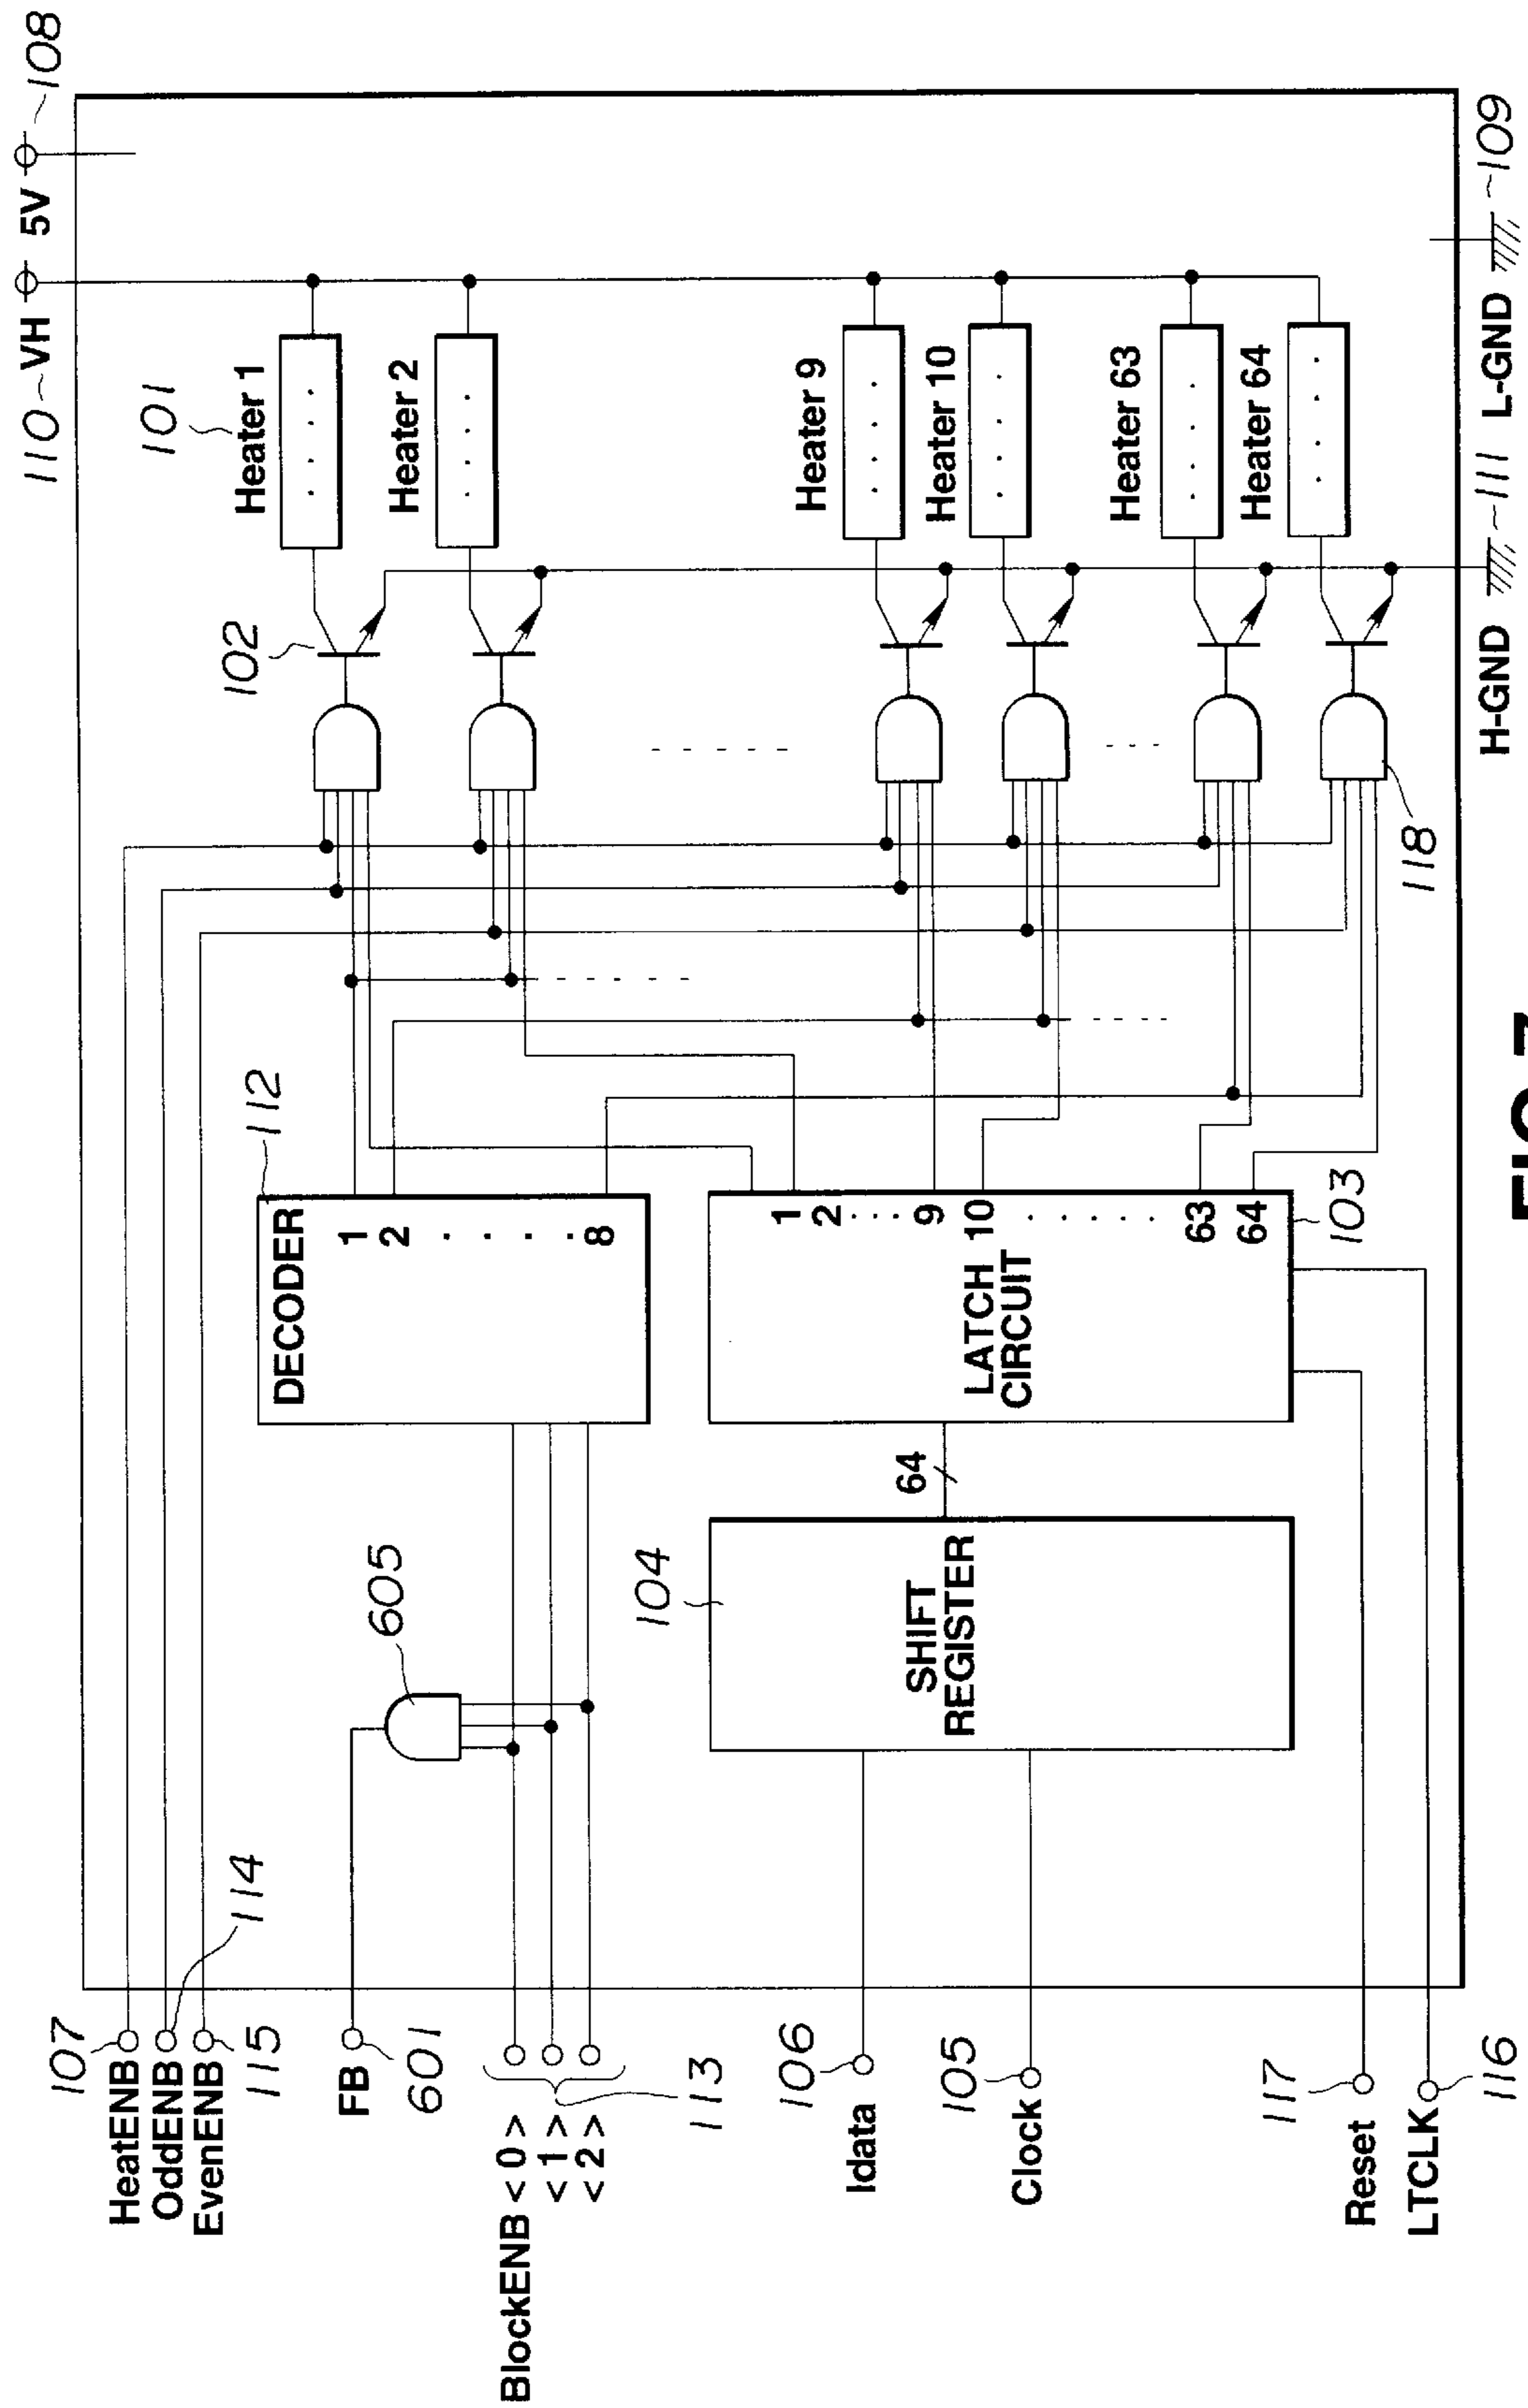 110 VH 5V 108
101
Heater 1
Heater 2
Heater 9
Heater 10
Heater 63
Heater 64
102
118
H-GND 111 L-GND 109
112
DECODER
1
2
8
LATCH
CIRCUIT
1
2
9
10
63
64
103
64
605
104
SHIFT
REGISTER
107
HeatENB
OddENB
EvenENB
114
115
FB
601
BlockENB < 0 >
< 1 >
< 2 >
113
106
Idata
105
Clock
117
Reset
LTCLK
116